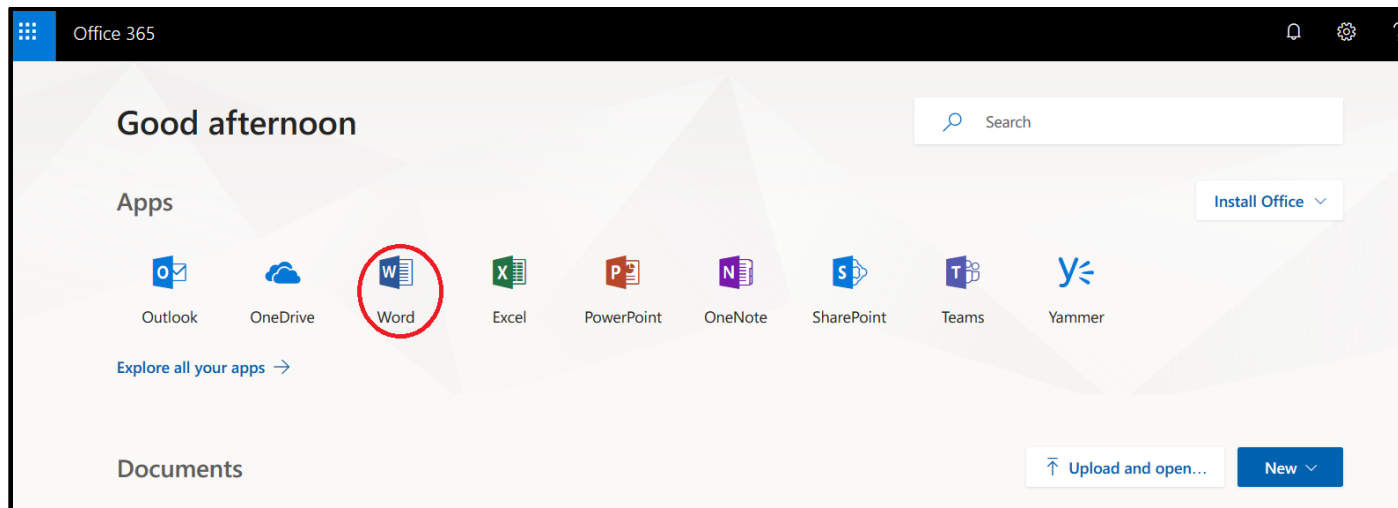 Office 365
?
Good afternoon
Search
Apps
Install Office
Outlook OneDrive Word Excel PowerPoint OneNote SharePoint Teams Yammer
Explore all your apps →
Documents
Upload and open... New